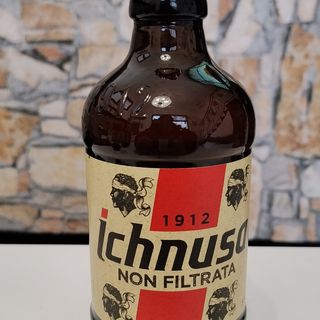 1912
ichnusa
NON FILTRATA